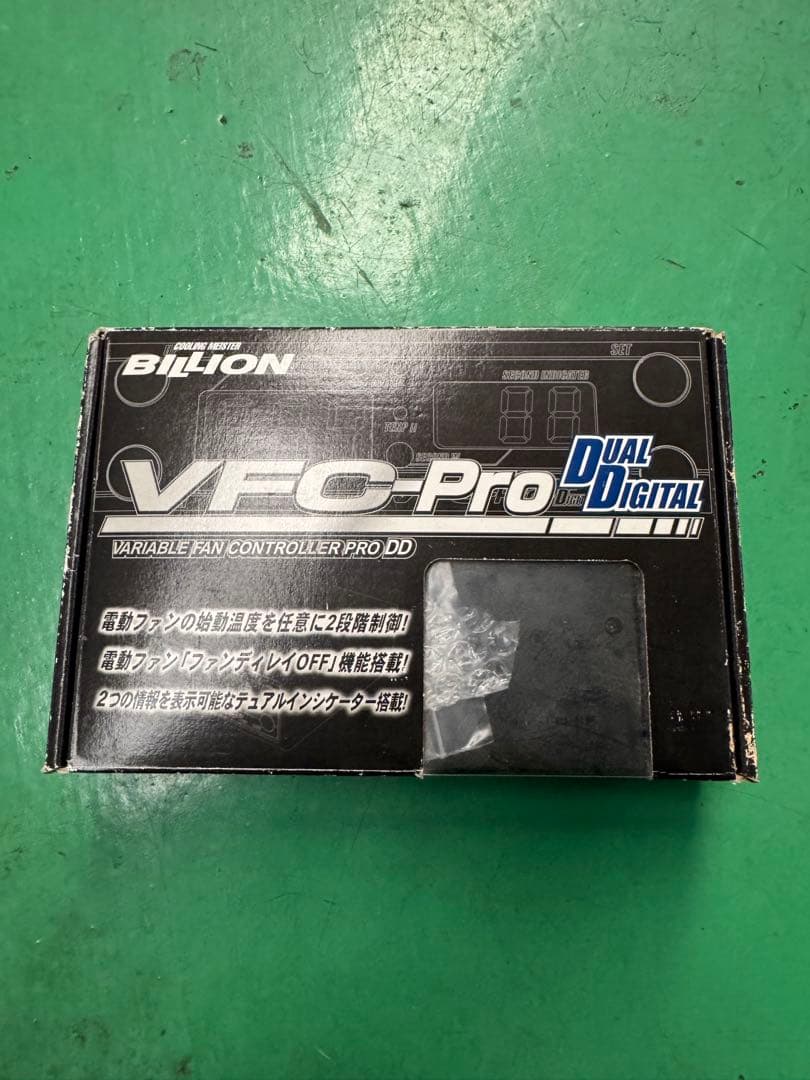 COOLING MEISTER
BILLION
SET
SECOND INDICATED
88
TEMP II
VFC-Pro
DUAL
DIGITAL
VARIABLE FAN CONTROLLER PRO DD
電動ファンの始動温度を任意に2段階制御!
電動ファン「ファンディレイOFF」機能搭載!
2つの情報を表示可能なデュアルインジケーター搭載!